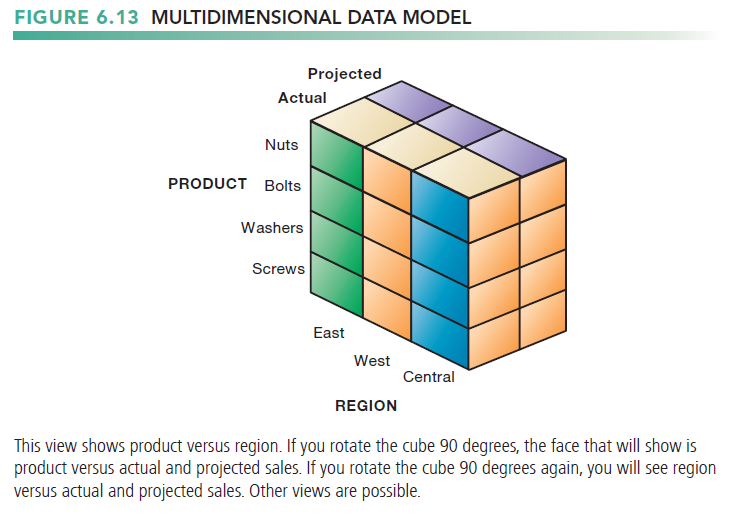 FIGURE 6.13 MULTIDIMENSIONAL DATA MODEL
Projected
Actual
Nuts
PRODUCT Bolts
Washers
Screws
East
West
Central
REGION
This view shows product versus region. If you rotate the cube 90 degrees, the face that will show is
product versus actual and projected sales. If you rotate the cube 90 degrees again, you will see region
versus actual and projected sales. Other views are possible.